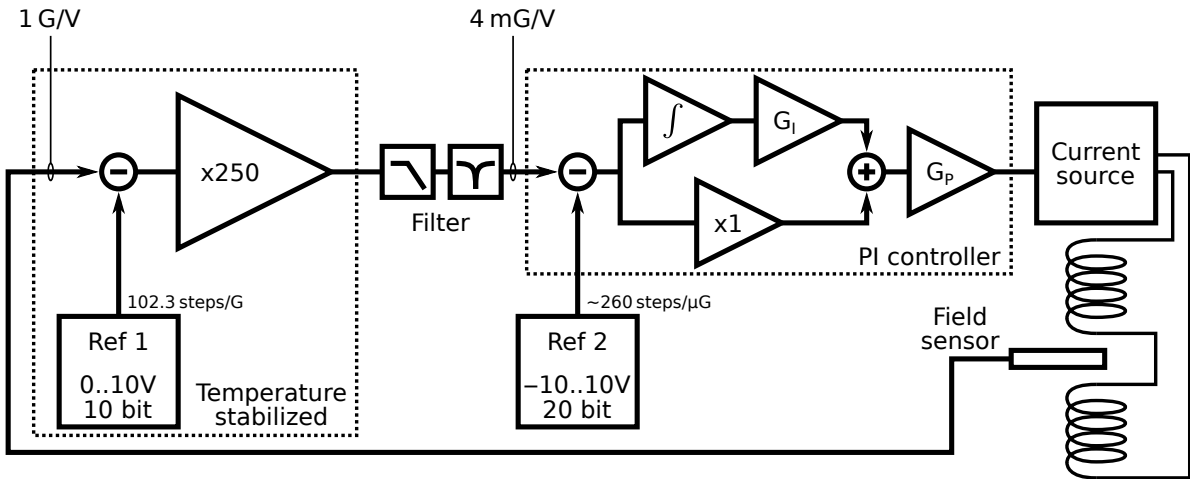 1 G/V
4 mG/V
x250
Filter
∫
G_I
x1
G_P
PI controller
Current
source
102.3 steps/G
Ref 1
0..10V
10 bit
Temperature
stabilized
~260 steps/μG
Ref 2
−10..10V
20 bit
Field
sensor